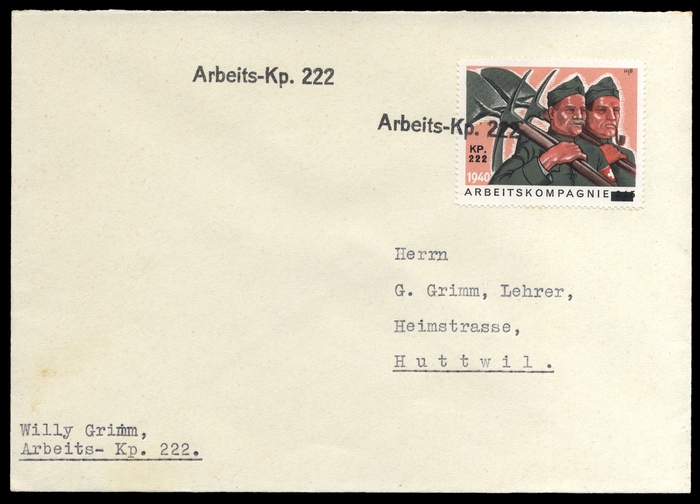 Arbeits-Kp. 222
Arbeits-Kp. 222
KP.
222
1940
ARBEITSKOMPAGNIE
Herrn
G. Grimm, Lehrer,
Heimstrasse,
Huttwil.
Willy Grimm,
Arbeits- Kp. 222.